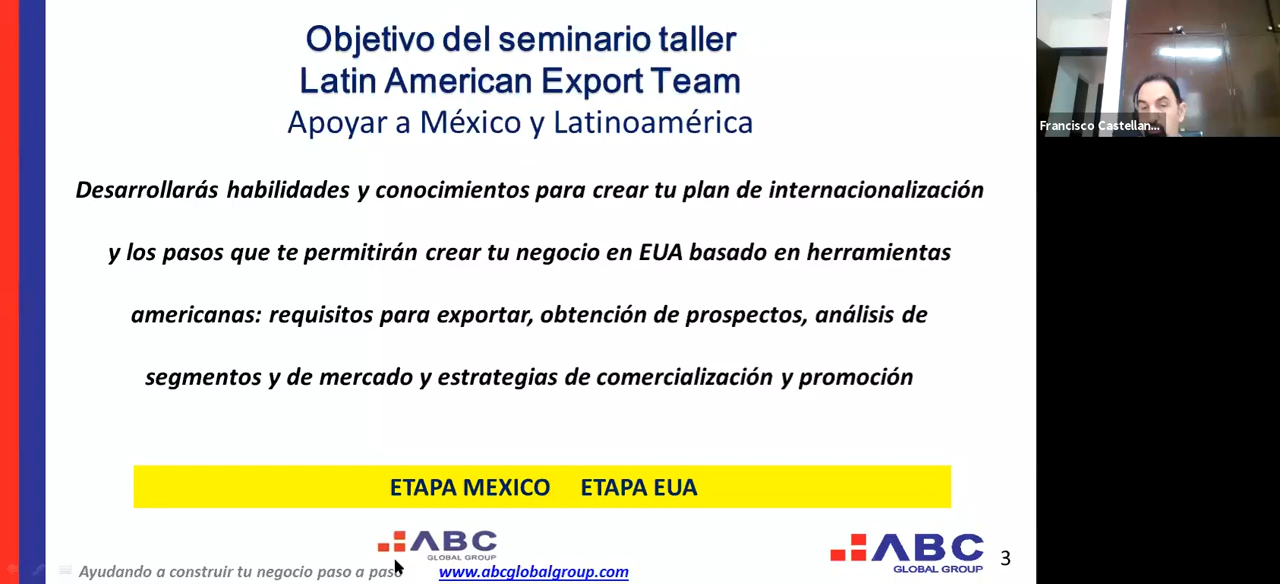 Objetivo del seminario taller
Latin American Export Team
Apoyar a México y Latinoamérica
Desarrollarás habilidades y conocimientos para crear tu plan de internacionalización
y los pasos que te permitirán crear tu negocio en EUA basado en herramientas
americanas: requisitos para exportar, obtención de prospectos, análisis de
segmentos y de mercado y estrategias de comercialización y promoción
ETAPA MEXICO ETAPA EUA
ABC
GLOBAL GROUP
ABC
GLOBAL GROUP
3
Ayudando a construir tu negocio paso a paso
www.abcglobalgroup.com
Francisco Castellan...